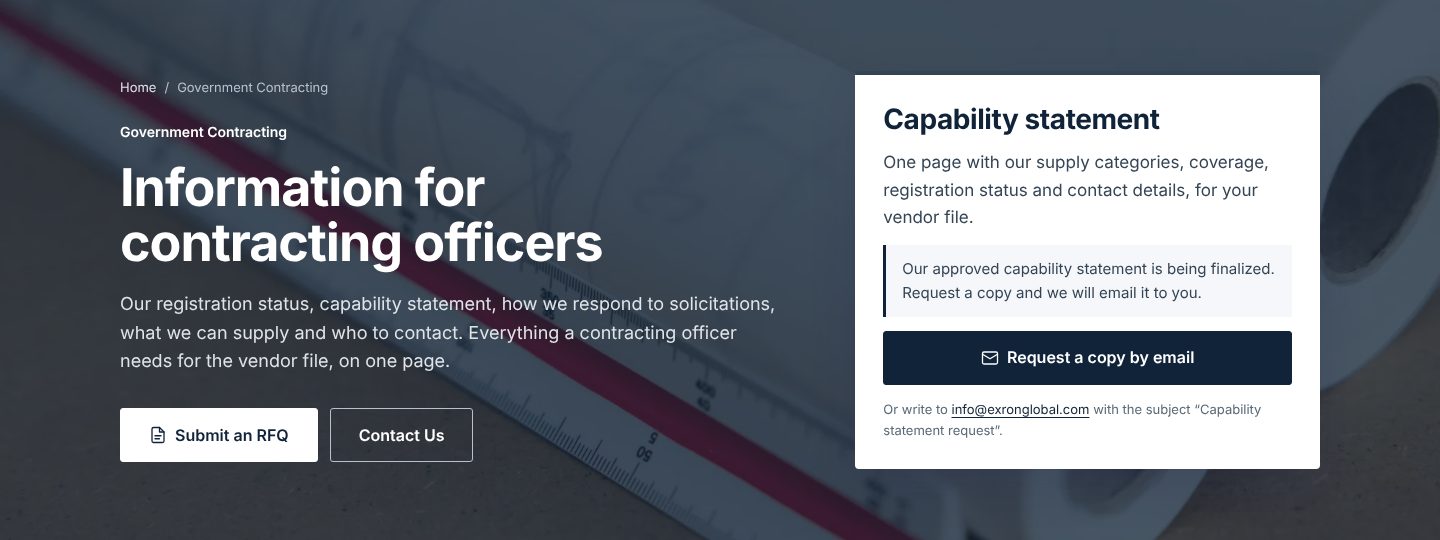 Home / Government Contracting
Government Contracting
Information for
contracting officers
Our registration status, capability statement, how we respond to solicitations,
what we can supply and who to contact. Everything a contracting officer
needs for the vendor file, on one page.
Submit an RFQ
Contact Us
Capability statement
One page with our supply categories, coverage,
registration status and contact details, for your
vendor file.
Our approved capability statement is being finalized.
Request a copy and we will email it to you.
Request a copy by email
Or write to info@exronglobal.com with the subject “Capability
statement request”.
50
5